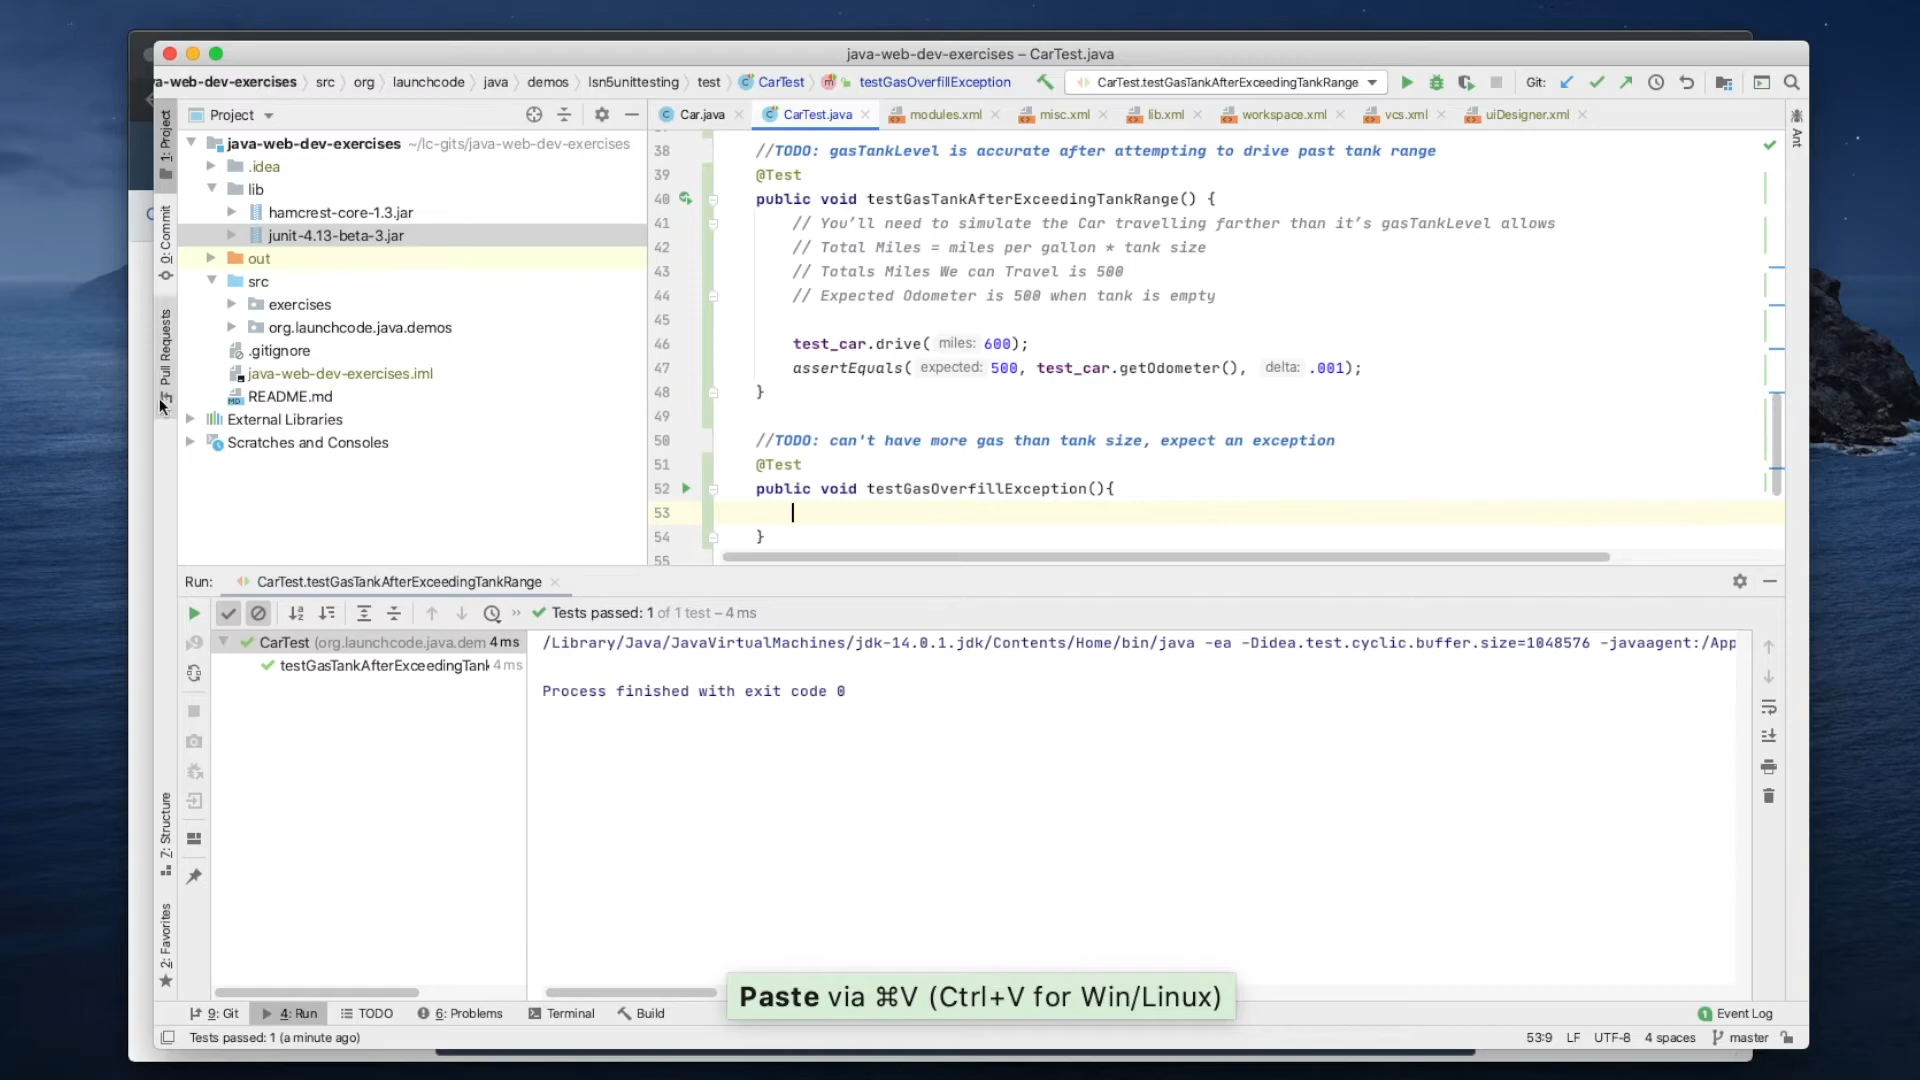 java-web-dev-exercises – CarTest.java
a-web-dev-exercises src org launchcode java demos lsn5unittesting test CarTest testGasOverfillException CarTest.testGasTankAfterExceedingTankRange Git:
Project
Car.java CarTest.java modules.xml misc.xml lib.xml workspace.xml vcs.xml uiDesigner.xml
1: Project
0: Commit
Pull Requests
7: Structure
2: Favorites
Ant
java-web-dev-exercises ~/lc-gits/java-web-dev-exercises
.idea
lib
hamcrest-core-1.3.jar
junit-4.13-beta-3.jar
out
src
exercises
org.launchcode.java.demos
.gitignore
java-web-dev-exercises.iml
MD README.md
External Libraries
Scratches and Consoles
38 //TODO: gasTankLevel is accurate after attempting to drive past tank range
39 @Test
40 public void testGasTankAfterExceedingTankRange() {
41 // You’ll need to simulate the Car travelling farther than it’s gasTankLevel allows
42 // Total Miles = miles per gallon * tank size
43 // Totals Miles We can Travel is 500
44 // Expected Odometer is 500 when tank is empty
45
46 test_car.drive( miles: 600);
47 assertEquals( expected: 500, test_car.getOdometer(), delta: .001);
48 }
49
50 //TODO: can't have more gas than tank size, expect an exception
51 @Test
52 public void testGasOverfillException(){
53
54 }
55
Run: CarTest.testGasTankAfterExceedingTankRange
Tests passed: 1 of 1 test – 4 ms
CarTest (org.launchcode.java.dem 4 ms
testGasTankAfterExceedingTank 4 ms
/Library/Java/JavaVirtualMachines/jdk-14.0.1.jdk/Contents/Home/bin/java -ea -Didea.test.cyclic.buffer.size=1048576 -javaagent:/App
Process finished with exit code 0
Paste via ⌘V (Ctrl+V for Win/Linux)
9: Git 4: Run TODO 6: Problems Terminal Build 1 Event Log
Tests passed: 1 (a minute ago) 53:9 LF UTF-8 4 spaces master